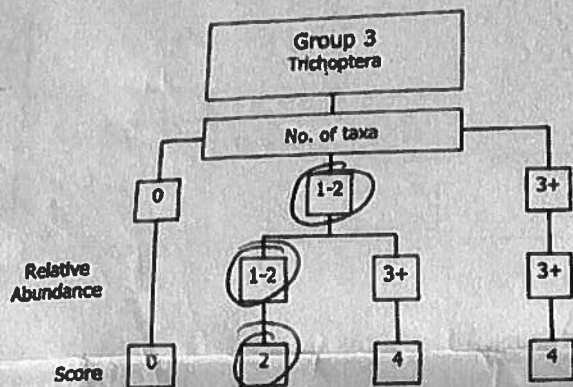 Group 3
Trichoptera
No. of taxa
0
1-2
3+
Relative
Abundance
1-2
3+
3+
Score
0
2
4
4